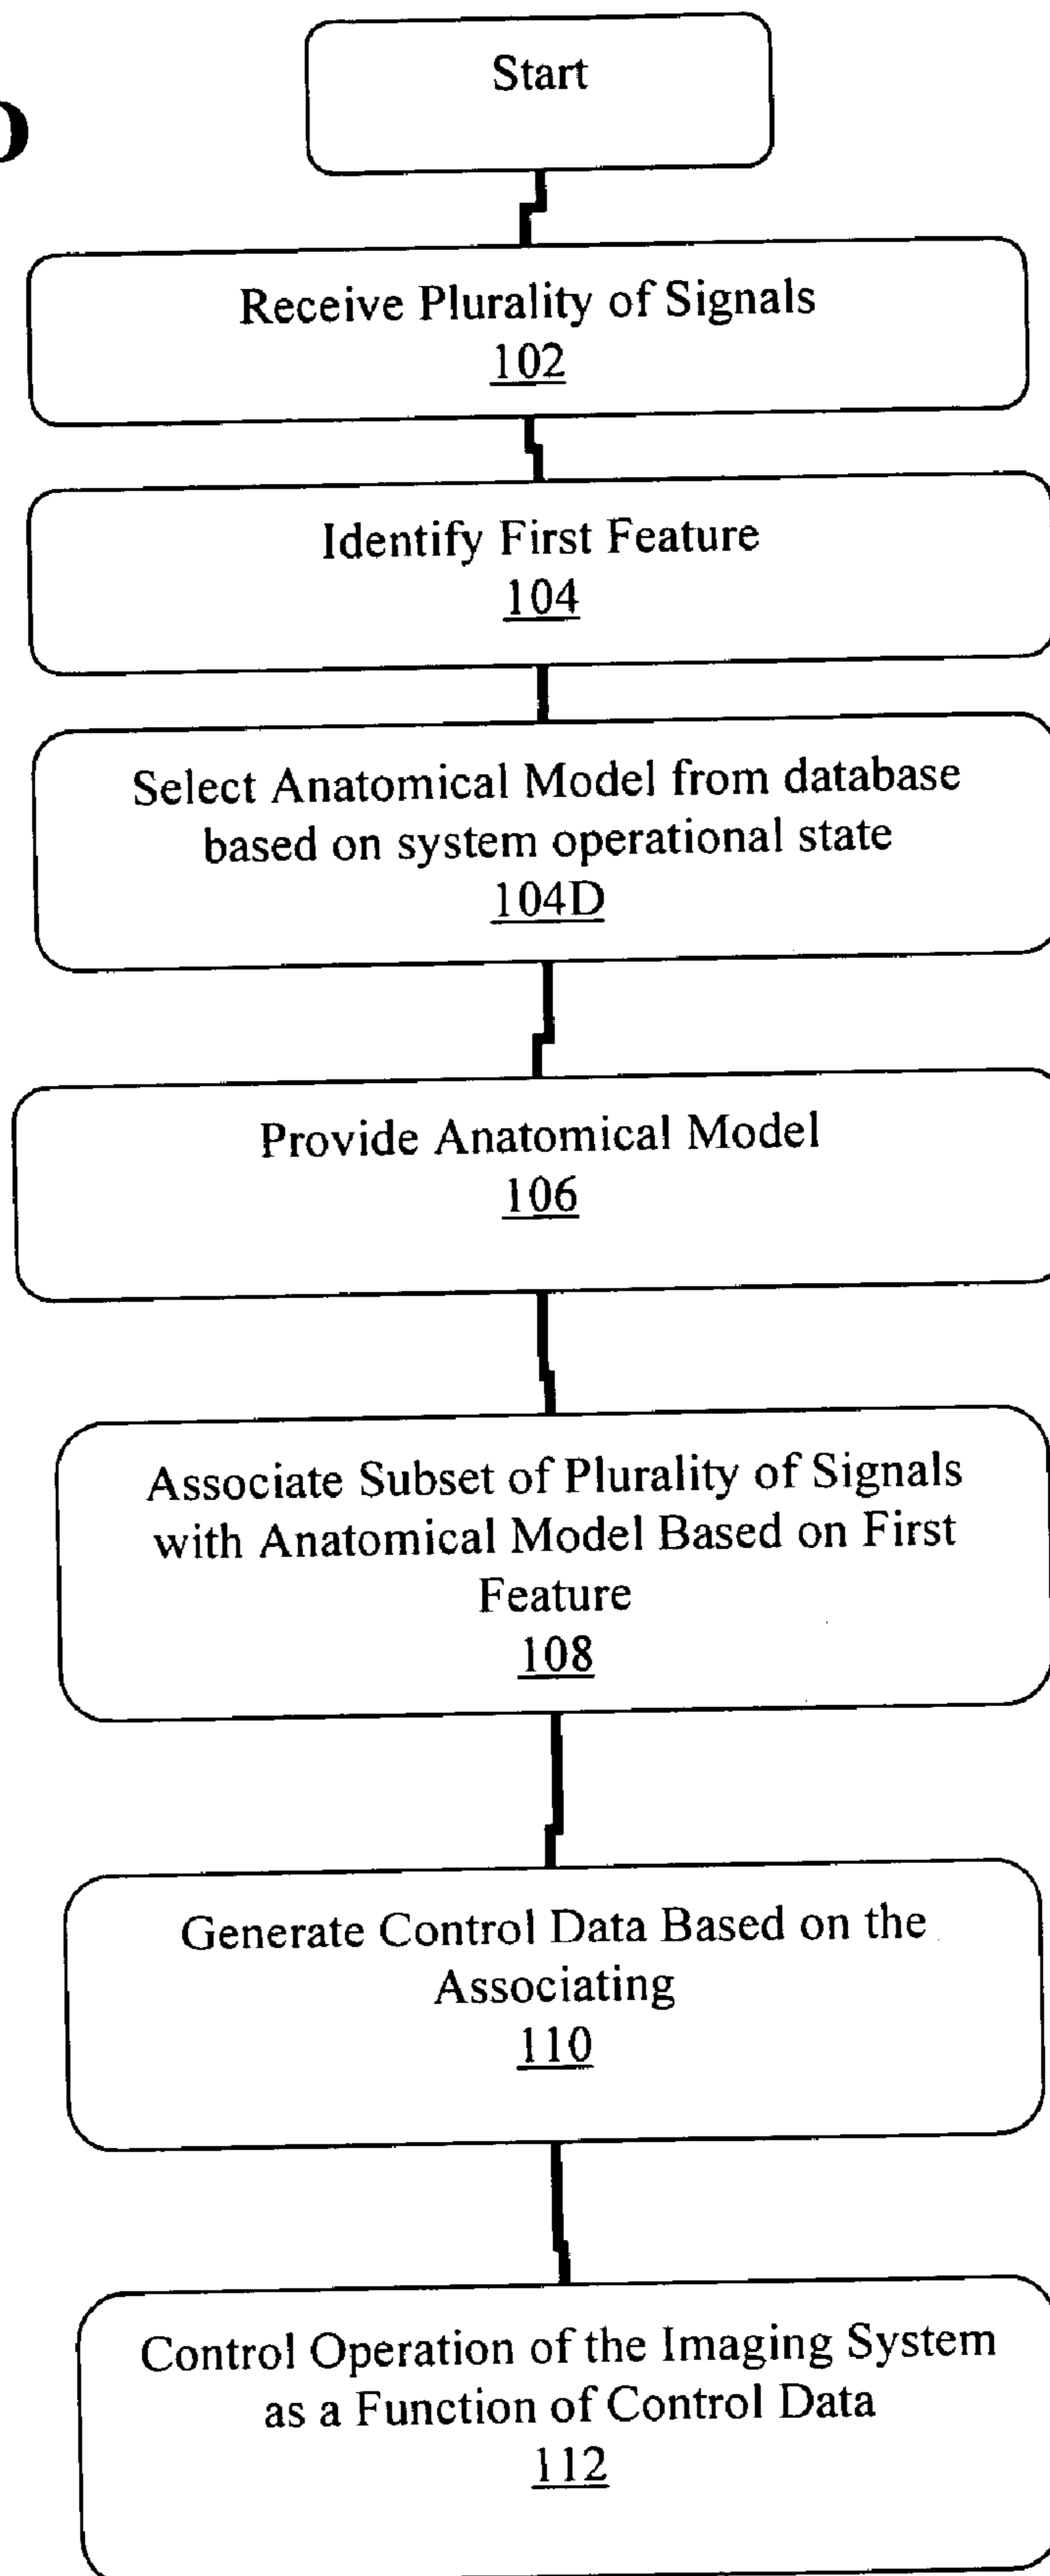 Start
Receive Plurality of Signals
102
Identify First Feature
104
Select Anatomical Model from database
based on system operational state
104D
Provide Anatomical Model
106
Associate Subset of Plurality of Signals
with Anatomical Model Based on First
Feature
108
Generate Control Data Based on the
Associating
110
Control Operation of the Imaging System
as a Function of Control Data
112